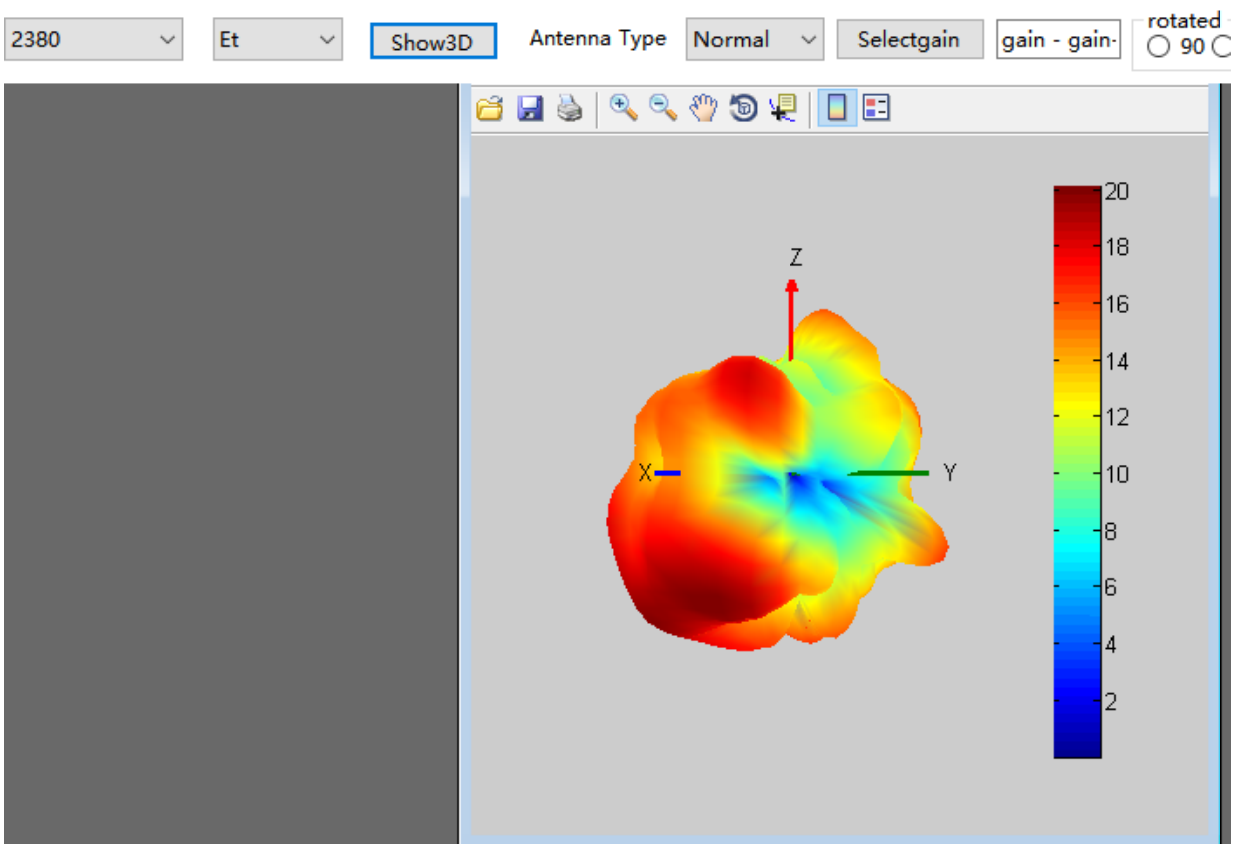 2380
Et
Show3D
Antenna Type
Normal
Selectgain
gain - gain-
rotated
90
Z
X
Y
20
18
16
14
12
10
8
6
4
2